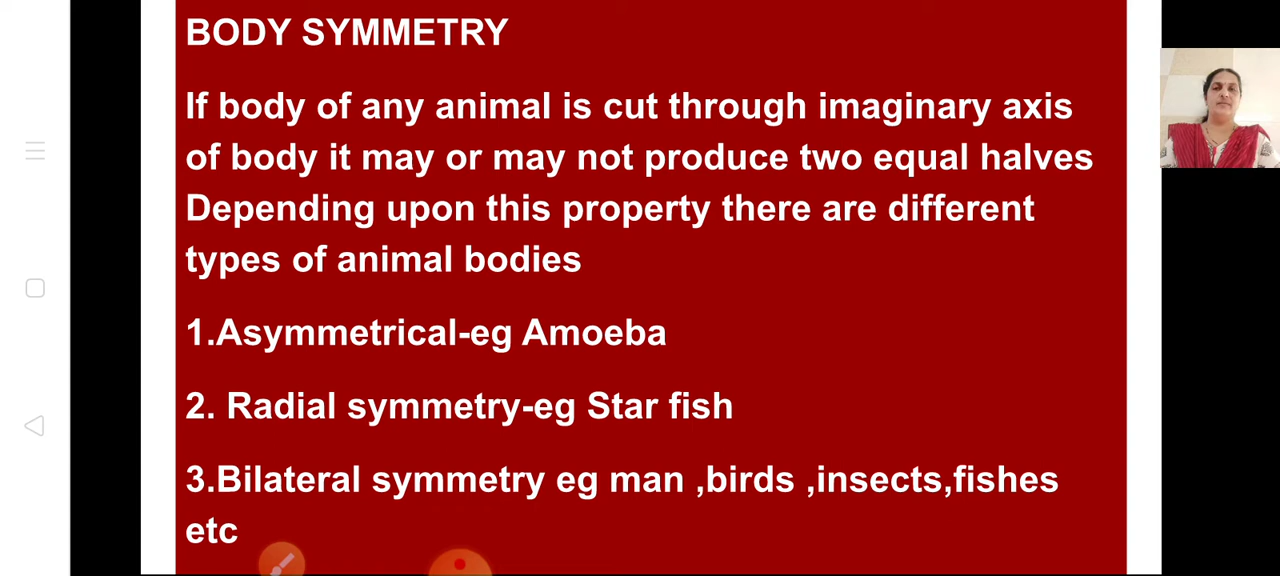 BODY SYMMETRY
If body of any animal is cut through imaginary axis
of body it may or may not produce two equal halves
Depending upon this property there are different
types of animal bodies
1.Asymmetrical-eg Amoeba
2. Radial symmetry-eg Star fish
3.Bilateral symmetry eg man ,birds ,insects,fishes
etc